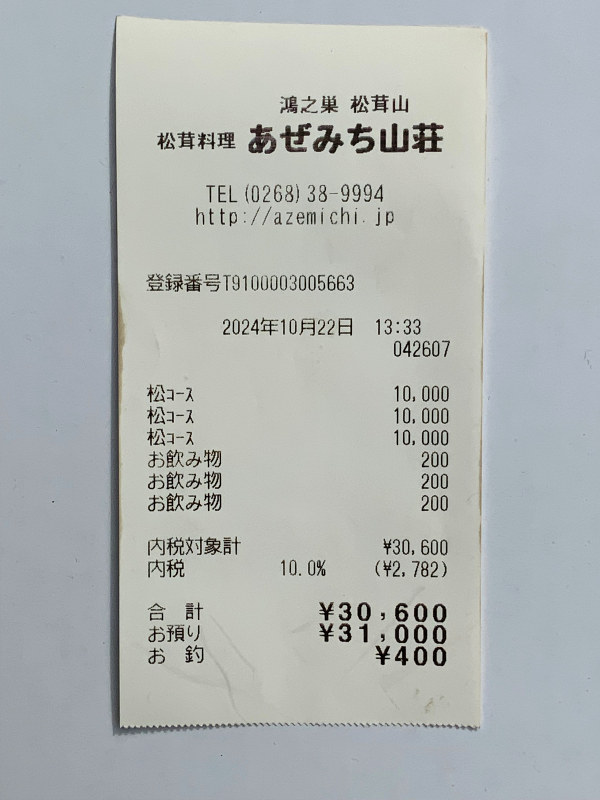 鴻之巣 松茸山
松茸料理 あぜみち山荘
TEL(0268)38-9994
http://azemichi.jp
登録番号T9100003005663
2024年10月22日 13:33
042607
松ｺｰｽ 10,000
松ｺｰｽ 10,000
松ｺｰｽ 10,000
お飲み物 200
お飲み物 200
お飲み物 200
内税対象計 ¥30,600
内税 10.0% (¥2,782)
合 計 ¥30,600
お預り ¥31,000
お 釣 ¥400